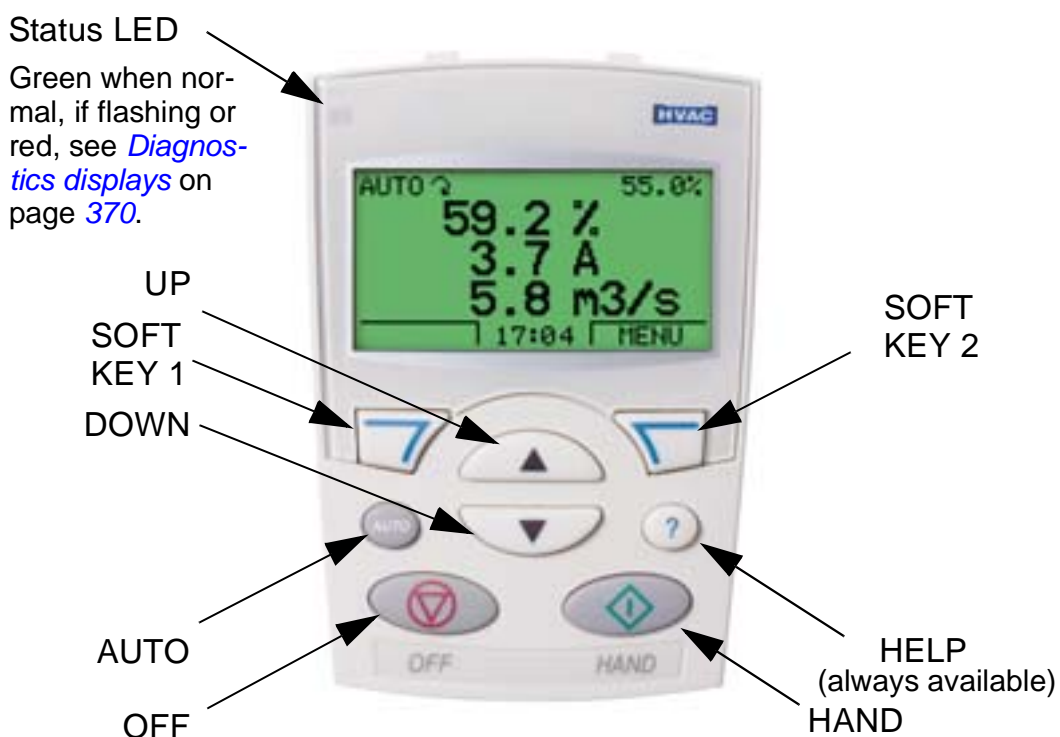 Status LED
Green when nor-
mal, if flashing or
red, see Diagnos-
tics displays on
page 370.
HVAC
AUTO 55.0%
59.2 %
3.7 A
5.8 m3/s
17:04 MENU
UP
SOFT
KEY 1
DOWN
SOFT
KEY 2
AUTO
?
OFF HAND
AUTO
OFF
HELP
(always available)
HAND